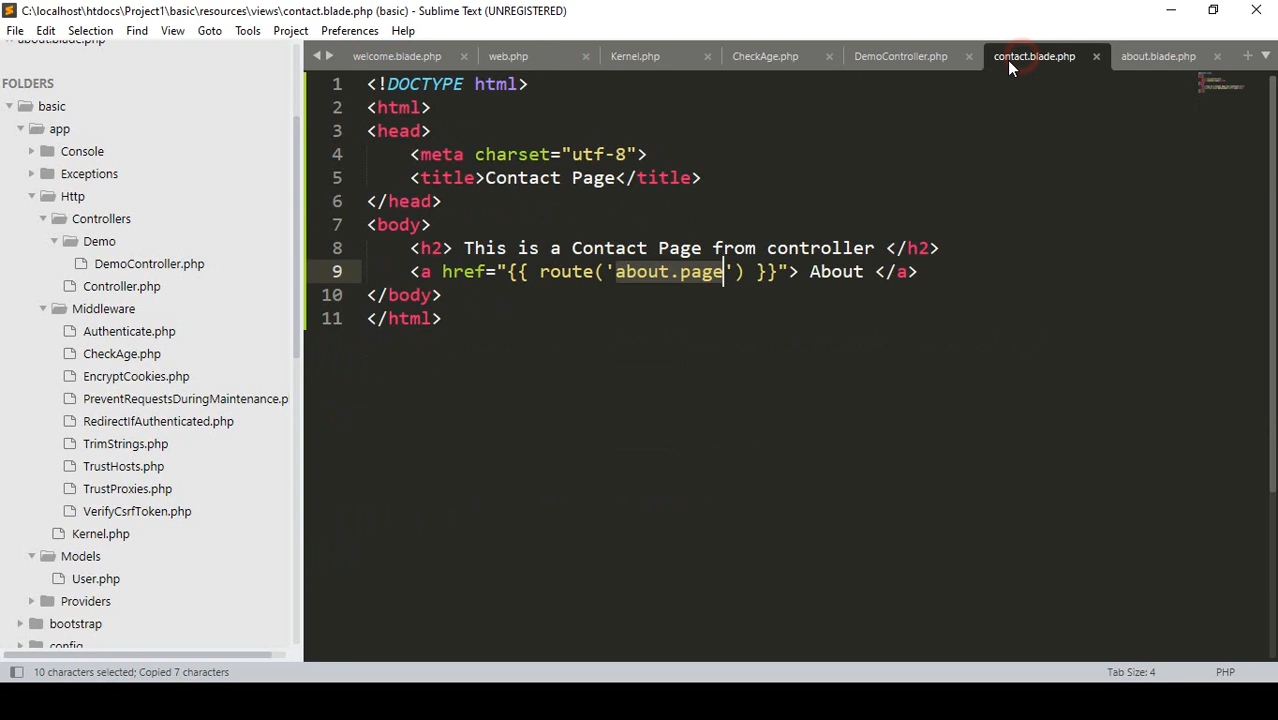 C:\localhost\htdocs\Project1\basic\resources\views\contact.blade.php (basic) - Sublime Text (UNREGISTERED)
File Edit Selection Find View Goto Tools Project Preferences Help
about.blade.php
welcome.blade.php web.php Kernel.php CheckAge.php DemoController.php contact.blade.php about.blade.php
FOLDERS
basic
app
Console
Exceptions
Http
Controllers
Demo
DemoController.php
Controller.php
Middleware
Authenticate.php
CheckAge.php
EncryptCookies.php
PreventRequestsDuringMaintenance.p
RedirectIfAuthenticated.php
TrimStrings.php
TrustHosts.php
TrustProxies.php
VerifyCsrfToken.php
Kernel.php
Models
User.php
Providers
bootstrap
config
1 <!DOCTYPE html>
2 <html>
3 <head>
4 <meta charset="utf-8">
5 <title>Contact Page</title>
6 </head>
7 <body>
8 <h2> This is a Contact Page from controller </h2>
9 <a href="{{ route('about.page') }}"> About </a>
10 </body>
11 </html>
10 characters selected; Copied 7 characters Tab Size: 4 PHP